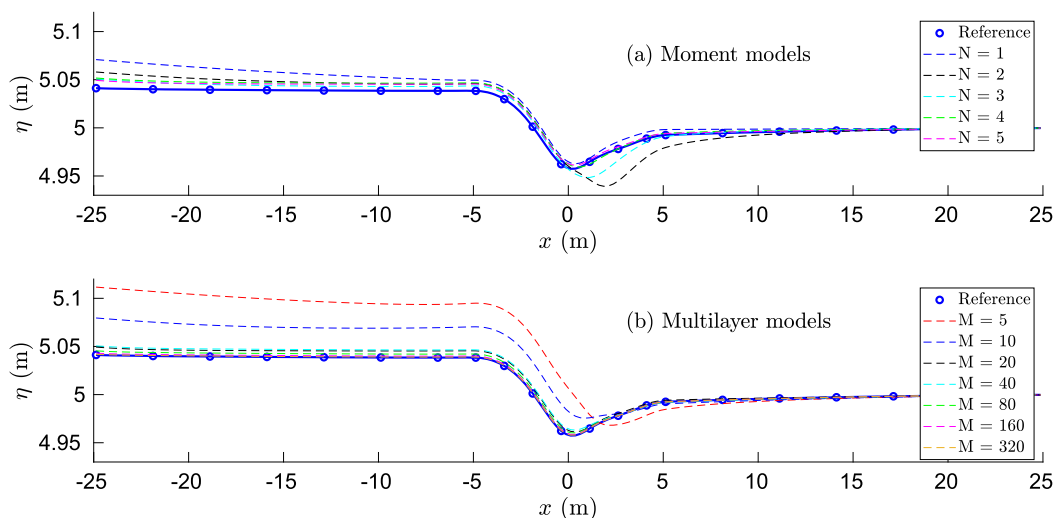 5.1
5.05
5
4.95
η (m)
(a) Moment models
Reference
N = 1
N = 2
N = 3
N = 4
N = 5
-25 -20 -15 -10 -5 0 5 10 15 20 25
x (m)
5.1
5.05
5
4.95
η (m)
(b) Multilayer models
Reference
M = 5
M = 10
M = 20
M = 40
M = 80
M = 160
M = 320
-25 -20 -15 -10 -5 0 5 10 15 20 25
x (m)